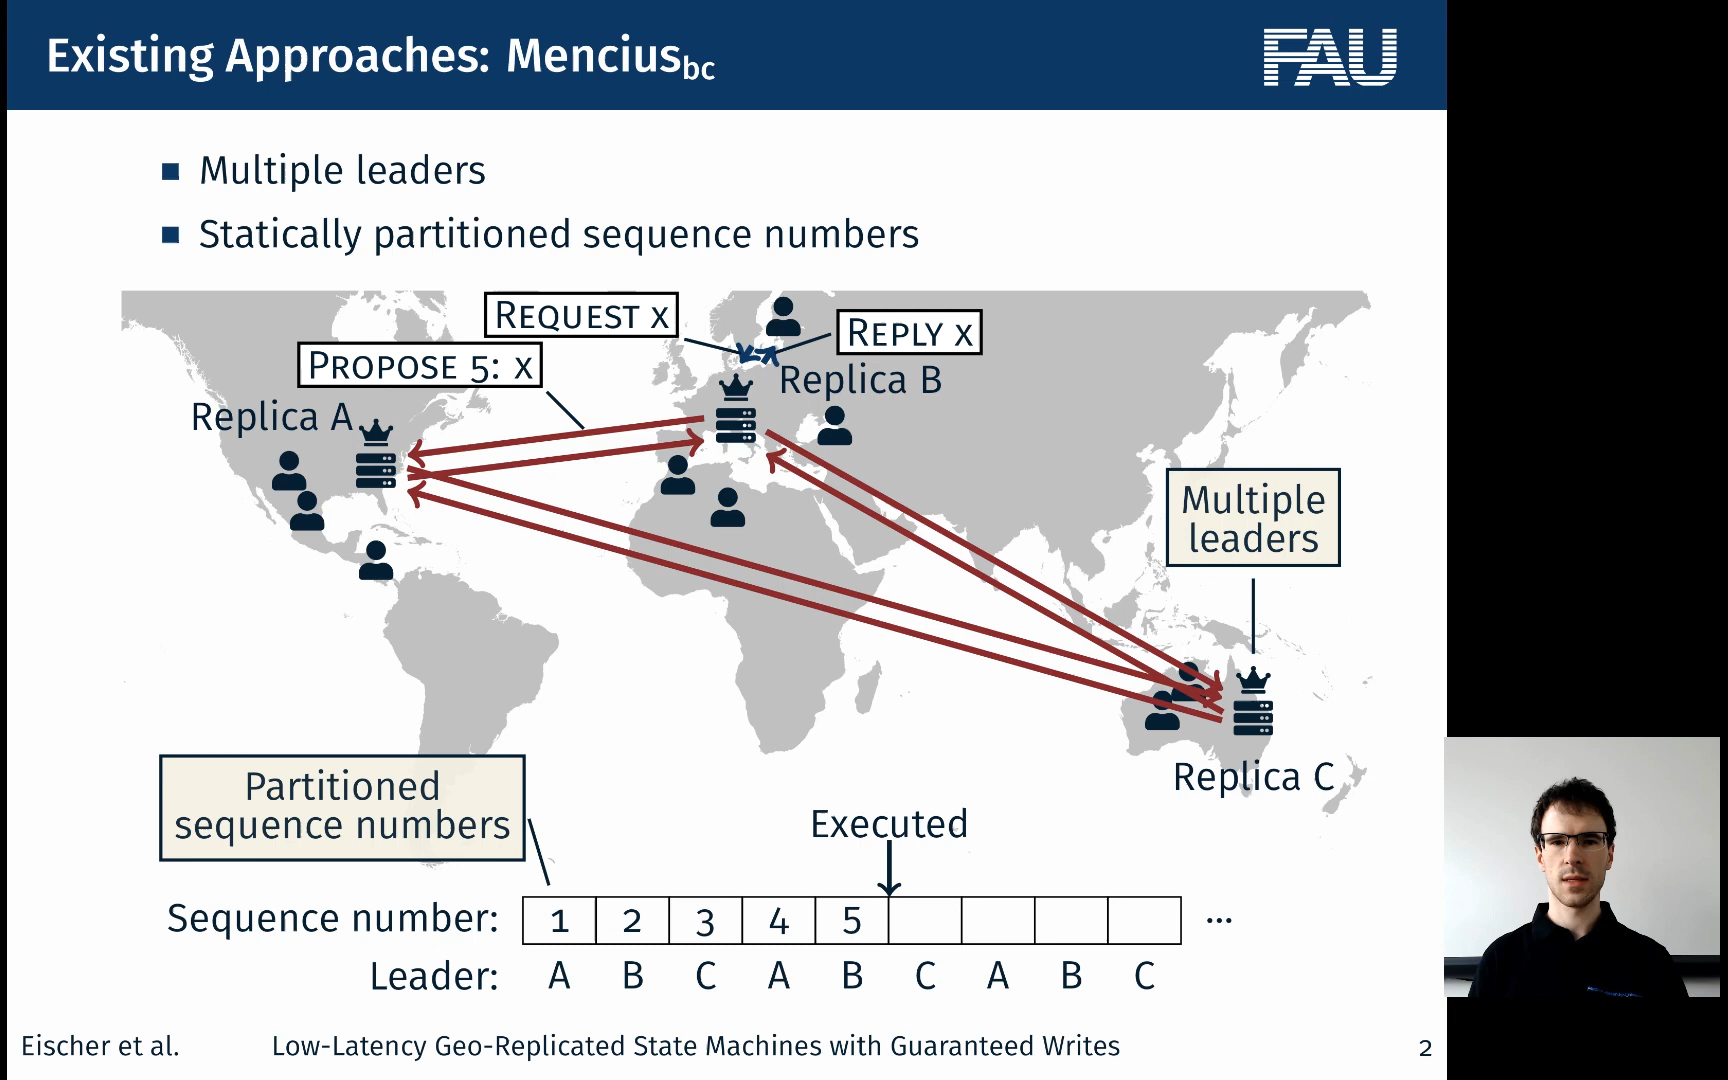 Existing Approaches: Menciusbc
FAU
Multiple leaders
Statically partitioned sequence numbers
REQUEST X
REPLY X
PROPOSE 5: X
Replica B
Replica A
Multiple
leaders
Replica C
Partitioned
sequence numbers
Executed
Sequence number: 1 2 3 4 5 ...
Leader: A B C A B C A B C
Eischer et al. Low-Latency Geo-Replicated State Machines with Guaranteed Writes 2